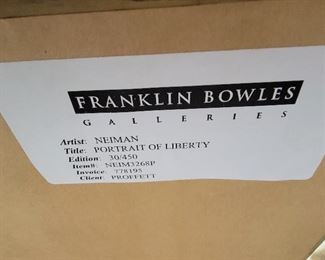 FRANKLIN BOWLES
GALLERIES
Artist: NEIMAN
Title: PORTRAIT OF LIBERTY
Edition: 30/450
Item#: NEIM3268P
Invoice: 778195
Client: PROFFETT